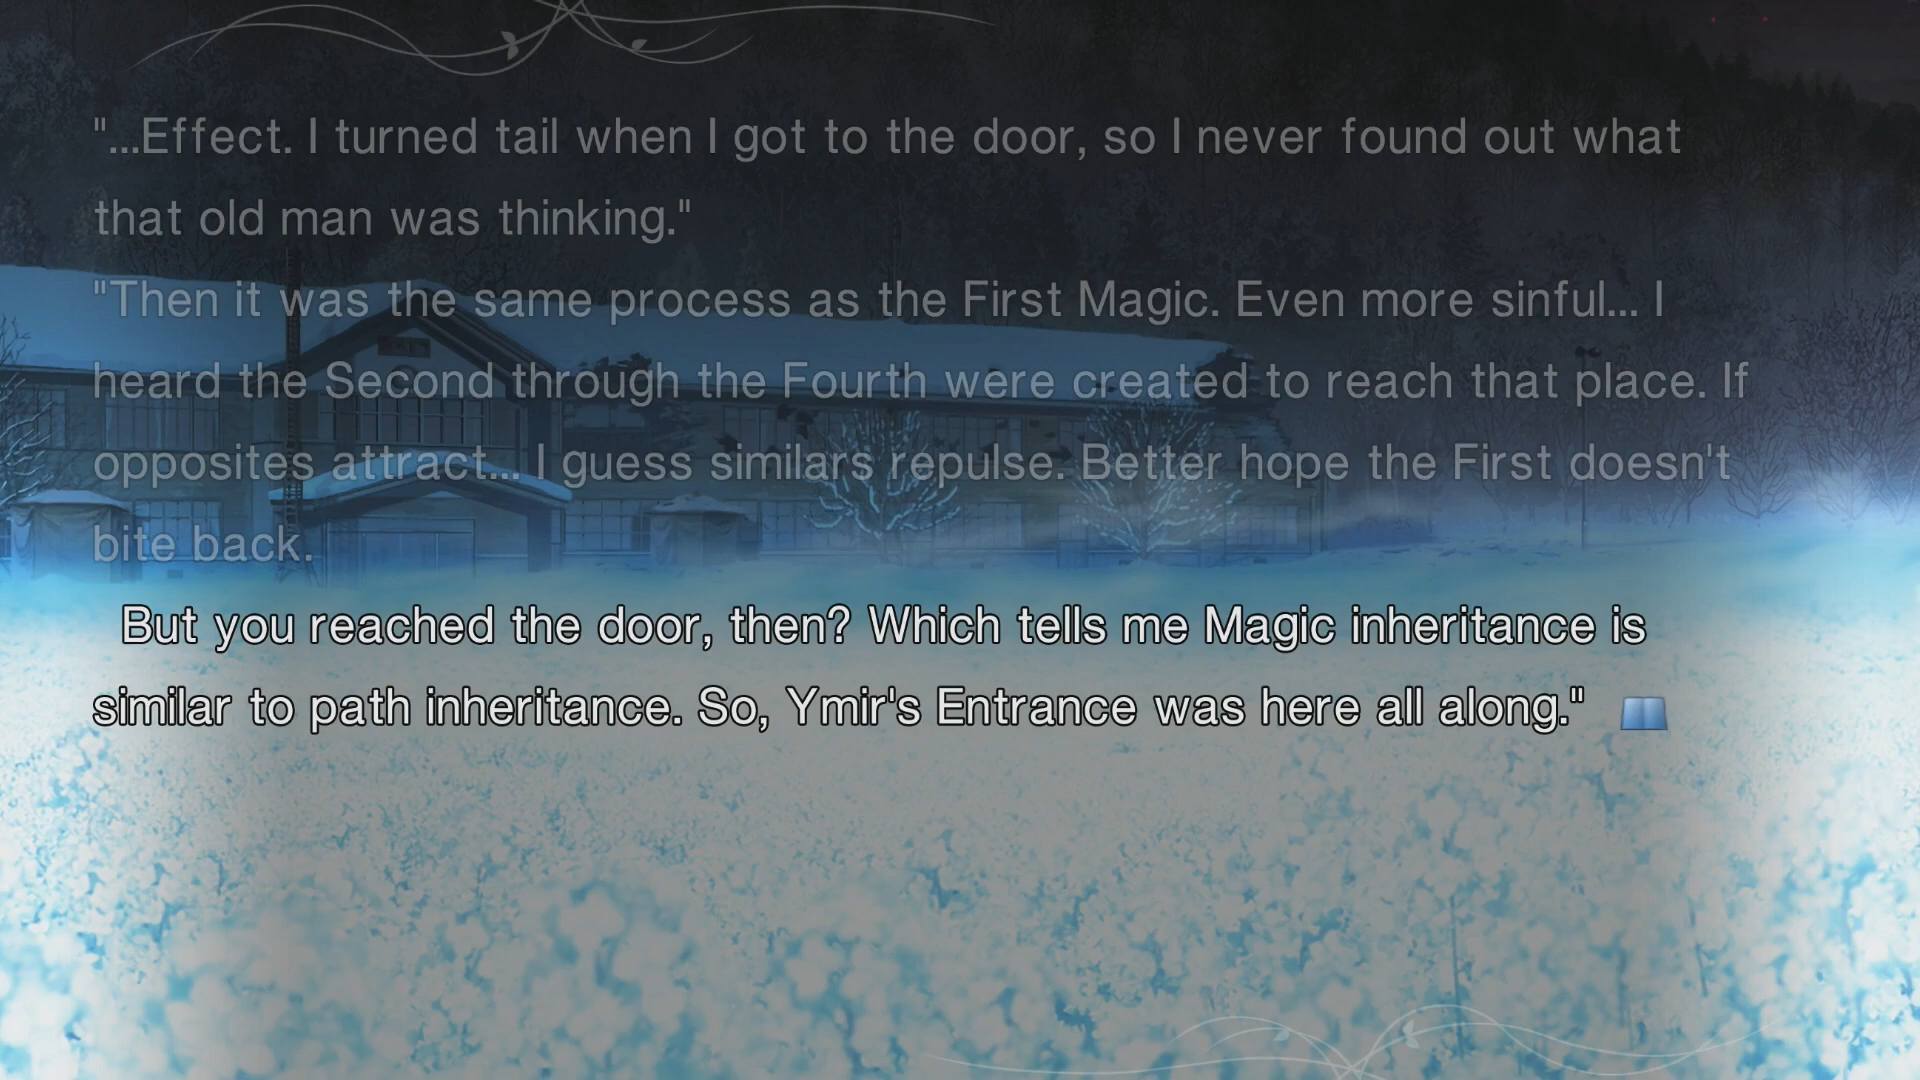 "...Effect. I turned tail when I got to the door, so I never found out what
that old man was thinking."
"Then it was the same process as the First Magic. Even more sinful... I
heard the Second through the Fourth were created to reach that place. If
opposites attract... I guess similars repulse. Better hope the First doesn't
bite back.
But you reached the door, then? Which tells me Magic inheritance is
similar to path inheritance. So, Ymir's Entrance was here all along."